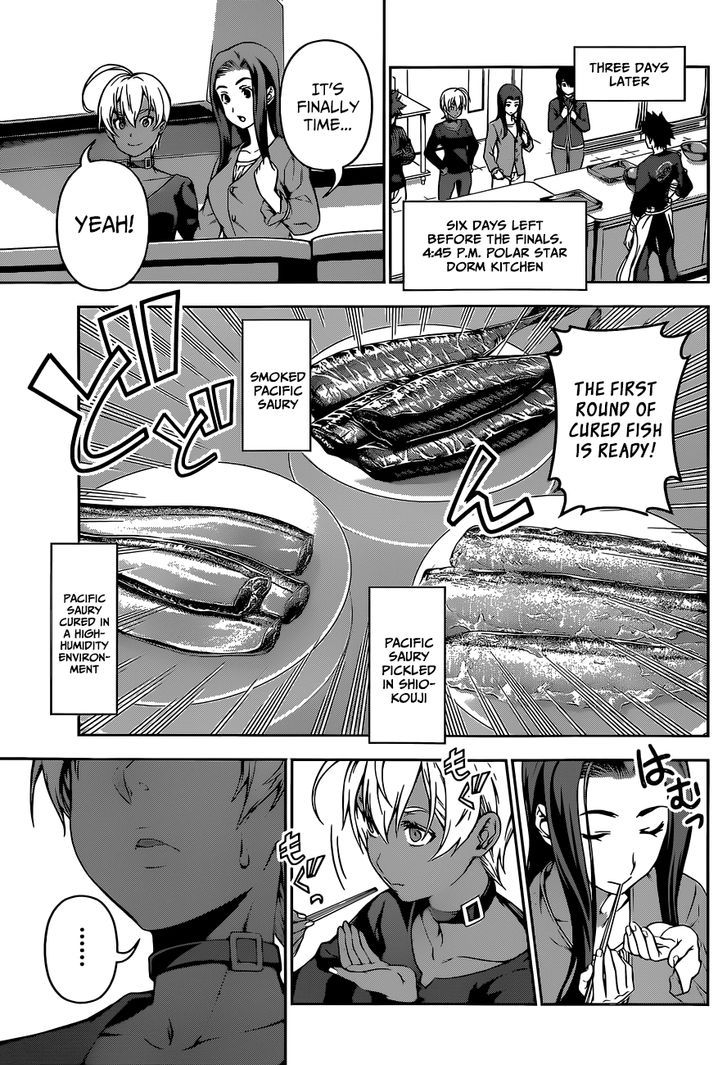 THREE DAYS
LATER
SIX DAYS LEFT
BEFORE THE FINALS.
4:45 P.M. POLAR STAR
DORM KITCHEN
IT'S
FINALLY
TIME...
YEAH!
THE FIRST
ROUND OF
CURED FISH
IS READY!
SMOKED
PACIFIC
SAURY
どどん
PACIFIC
SAURY
PICKLED
IN SHIO-
KOUJI
PACIFIC
SAURY
CURED IN
A HIGH-
HUMIDITY
ENVIRON-
MENT
はむっ
もぐ
もぐ
......